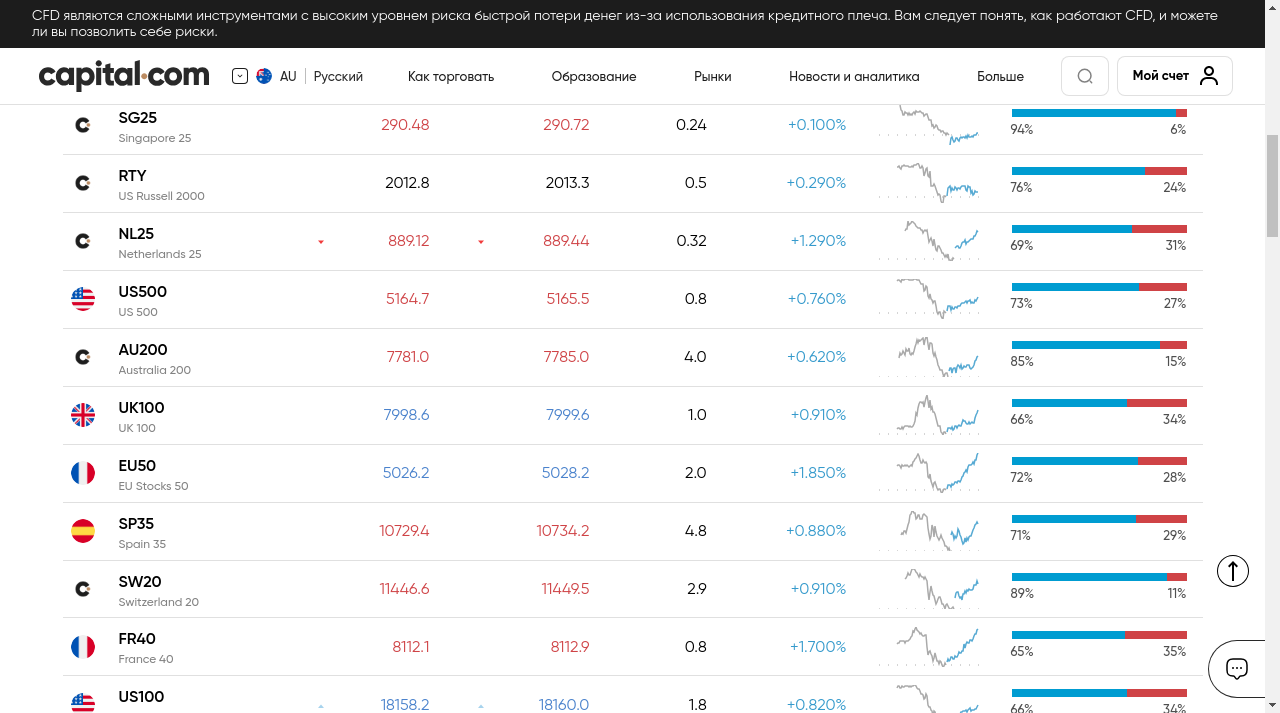 CFD являются сложными инструментами с высоким уровнем риска быстрой потери денег из-за использования кредитного плеча. Вам следует понять, как работают CFD, и можете
ли вы позволить себе риски.
capital.com AU Русский Как торговать Образование Рынки Новости и аналитика Больше Мой счет
SG25 290.48 290.72 0.24 +0.100%
Singapore 25 94% 6%
RTY 2012.8 2013.3 0.5 +0.290%
US Russell 2000 76% 24%
NL25 889.12 889.44 0.32 +1.290%
Netherlands 25 69% 31%
US500 5164.7 5165.5 0.8 +0.760%
US 500 73% 27%
AU200 7781.0 7785.0 4.0 +0.620%
Australia 200 85% 15%
UK100 7998.6 7999.6 1.0 +0.910%
UK 100 66% 34%
EU50 5026.2 5028.2 2.0 +1.850%
EU Stocks 50 72% 28%
SP35 10729.4 10734.2 4.8 +0.880%
Spain 35 71% 29%
SW20 11446.6 11449.5 2.9 +0.910%
Switzerland 20 89% 11%
FR40 8112.1 8112.9 0.8 +1.700%
France 40 65% 35%
US100 18158.2 18160.0 1.8 +0.820%
66% 34%